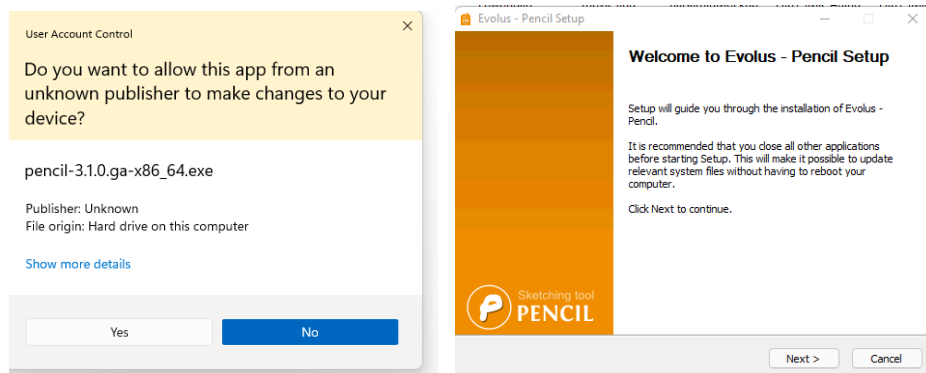 User Account Control
Do you want to allow this app from an
unknown publisher to make changes to your
device?
pencil-3.1.0.ga-x86_64.exe
Publisher: Unknown
File origin: Hard drive on this computer
Show more details
Yes
No
Evolus - Pencil Setup
Welcome to Evolus - Pencil Setup
Setup will guide you through the installation of Evolus -
Pencil.
It is recommended that you close all other applications
before starting Setup. This will make it possible to update
relevant system files without having to reboot your
computer.
Click Next to continue.
Sketching tool
PENCIL
Next >
Cancel